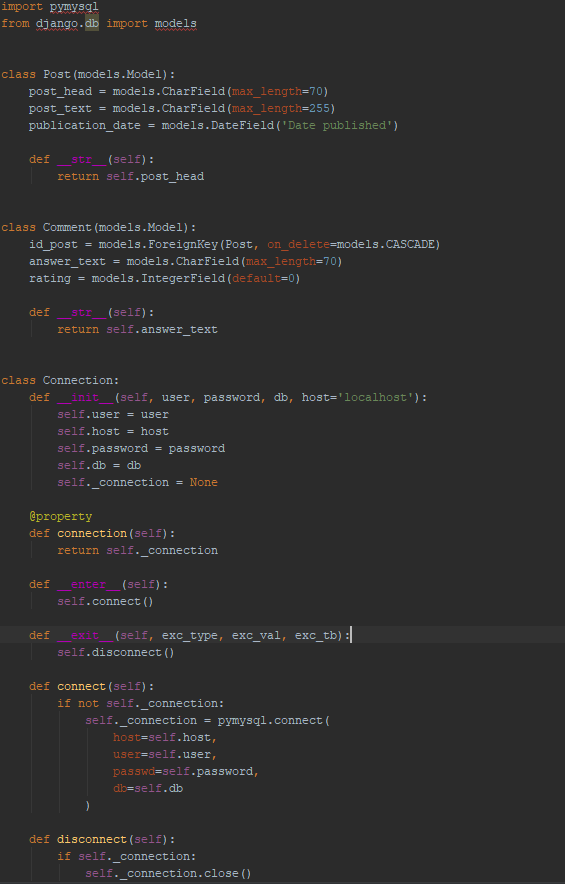 import pymysql
from django.db import models
class Post(models.Model):
    post_head = models.CharField(max_length=70)
    post_text = models.CharField(max_length=255)
    publication_date = models.DateField('Date published')
    def __str__(self):
        return self.post_head
class Comment(models.Model):
    id_post = models.ForeignKey(Post, on_delete=models.CASCADE)
    answer_text = models.CharField(max_length=70)
    rating = models.IntegerField(default=0)
    def __str__(self):
        return self.answer_text
class Connection:
    def __init__(self, user, password, db, host='localhost'):
        self.user = user
        self.host = host
        self.password = password
        self.db = db
        self._connection = None
    @property
    def connection(self):
        return self._connection
    def __enter__(self):
        self.connect()
    def __exit__(self, exc_type, exc_val, exc_tb):
        self.disconnect()
    def connect(self):
        if not self._connection:
            self._connection = pymysql.connect(
                host=self.host,
                user=self.user,
                passwd=self.password,
                db=self.db
            )
    def disconnect(self):
        if self._connection:
            self._connection.close()